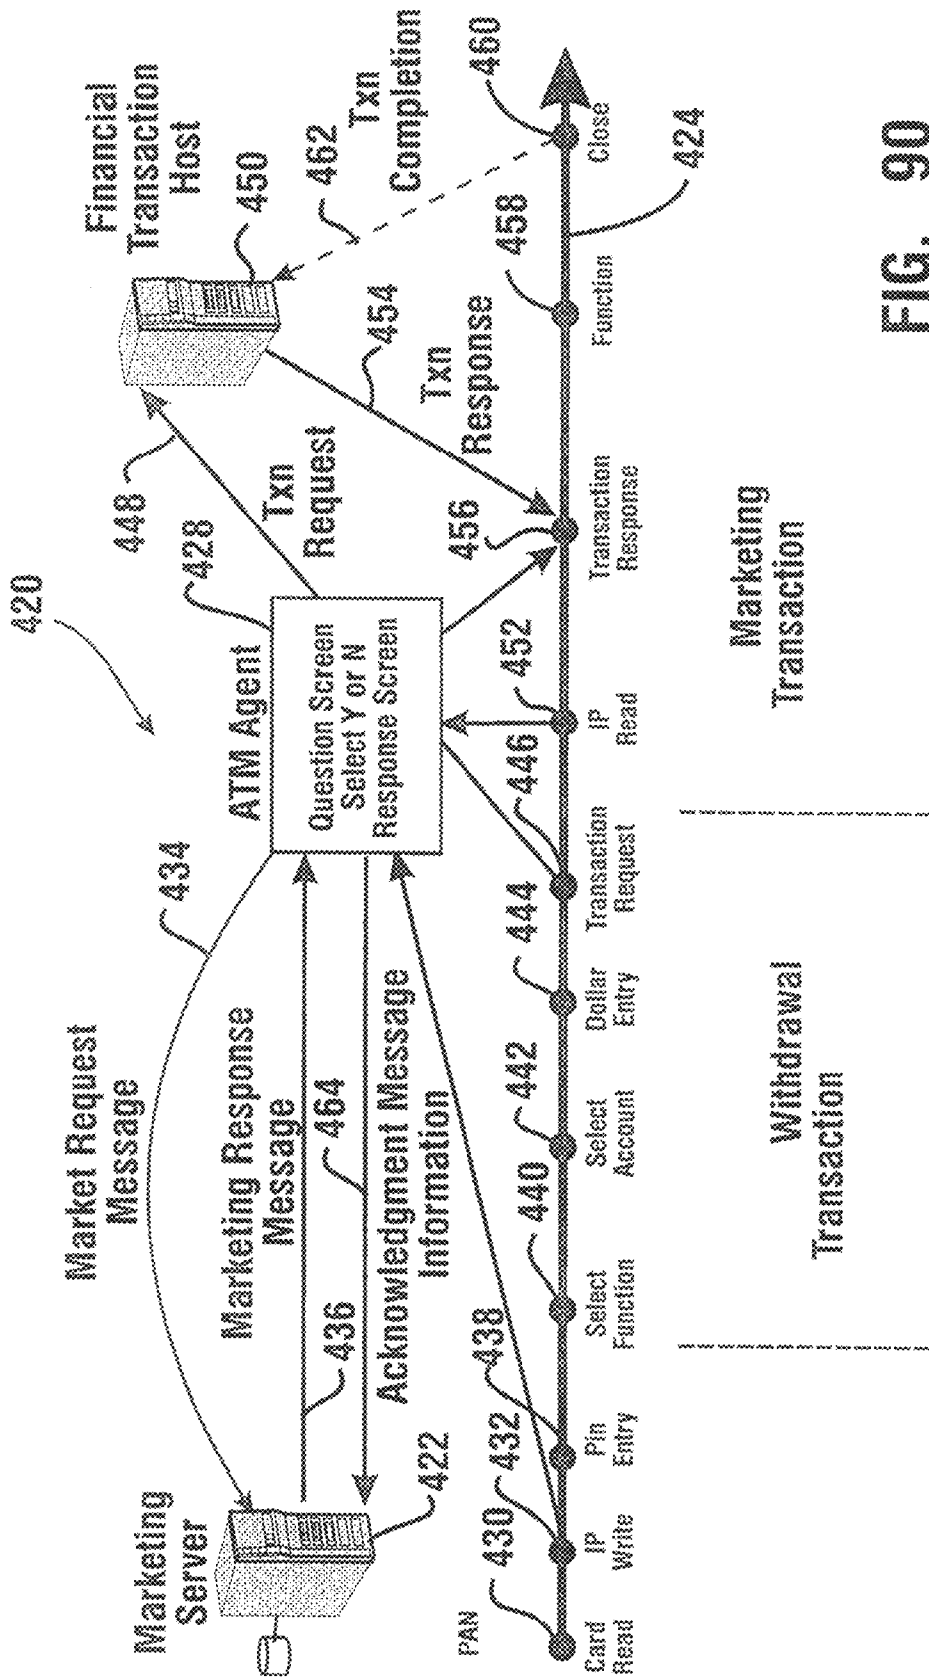 420
Market Request
Message
434
Marketing
Server
422
Marketing Response
Message
436
464
Acknowledgment Message
Information
ATM Agent
428
Question Screen
Select Y or N
Response Screen
448
Txn
Request
Financial
Transaction
Host
450
462
Txn
Completion
454
Txn
Response
PAN
430
432
438
440
442
444
446
452
456
458
460
424
Card
Read
IP
Write
Pin
Entry
Select
Function
Select
Account
Dollar
Entry
Transaction
Request
IP
Read
Transaction
Response
Function
Close
Withdrawal
Transaction
Marketing
Transaction
FIG. 90